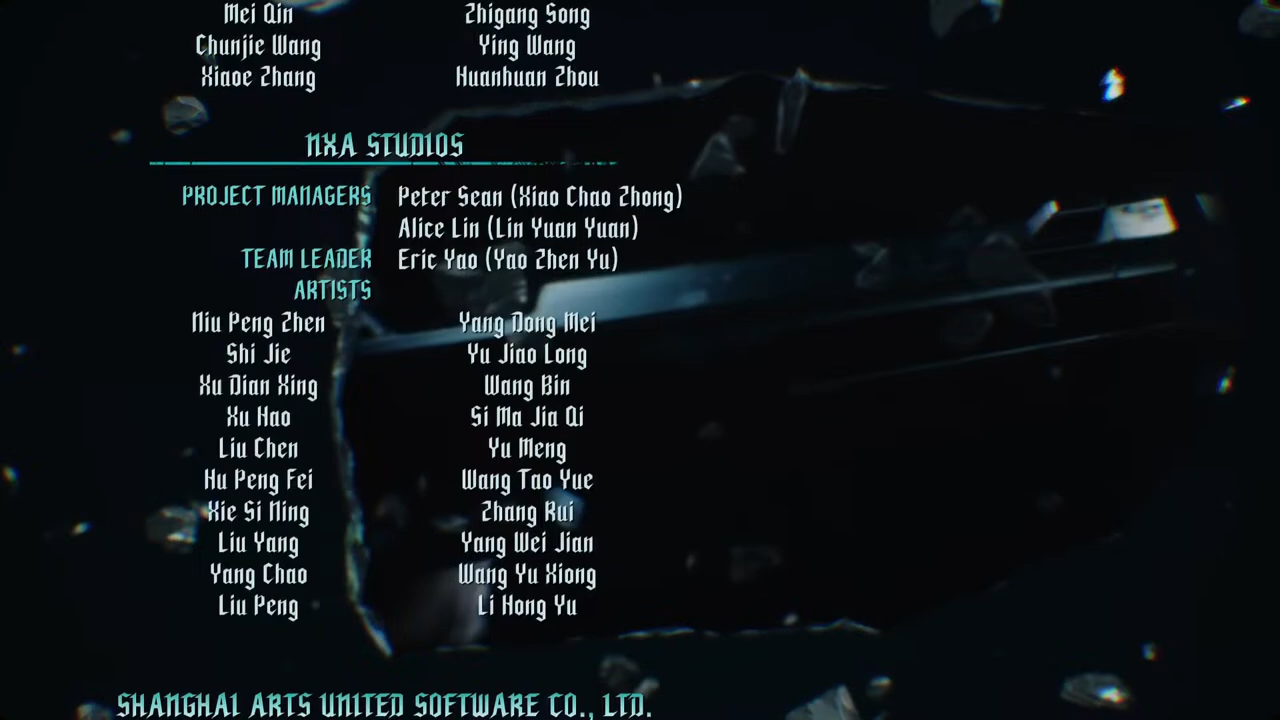 Mei Qin Zhigang Song
Chunjie Wang Ying Wang
Xiaoe Zhang Huanhuan Zhou
NXA STUDIOS
PROJECT MANAGERS Peter Sean (Xiao Chao Zhong)
Alice Lin (Lin Yuan Yuan)
TEAM LEADER Eric Yao (Yao Zhen Yu)
ARTISTS
Niu Peng Zhen Yang Dong Mei
Shi Jie Yu Jiao Long
Xu Dian Xing Wang Bin
Xu Hao Si Ma Jia Qi
Liu Chen Yu Meng
Hu Peng Fei Wang Tao Yue
Xie Si Ning Zhang Rui
Liu Yang Yang Wei Jian
Yang Chao Wang Yu Xiong
Liu Peng Li Hong Yu
SHANGHAI ARTS UNITED SOFTWARE CO., LTD.